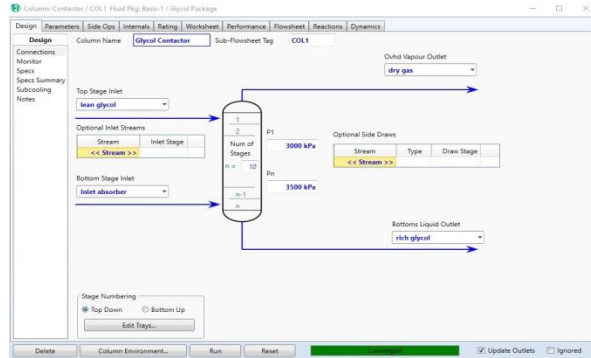 Column: Glycol Contactor / COL1 Fluid Pkg: Basis-1 / Glycol Package
Design Parameters Side Ops Internals Rating Worksheet Performance Flowsheet Reactions Dynamics
Design
Connections
Monitor
Specs
Specs Summary
Subcooling
Notes
Column Name Glycol Contactor Sub-Flowsheet Tag COL1
Ovhd Vapour Outlet
dry gas
Top Stage Inlet
lean glycol
Optional Inlet Streams
Stream Inlet Stage
<< Stream >>
Bottom Stage Inlet
Inlet absorber
1
2
Num of
Stages
n = 10
n-1
n
P1
3000 kPa
Pn
3500 kPa
Optional Side Draws
Stream Type Draw Stage
<< Stream >>
Bottoms Liquid Outlet
rich glycol
Stage Numbering
Top Down Bottom Up
Edit Trays...
Delete Column Environment... Run Reset Converged Update Outlets Ignored